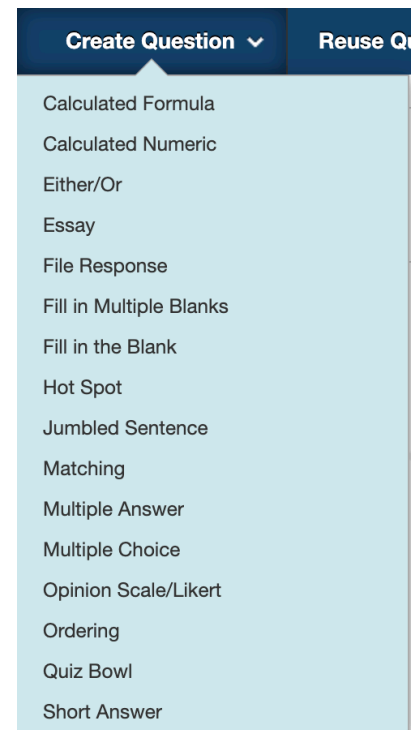 Create Question Reuse
Calculated Formula
Calculated Numeric
Either/Or
Essay
File Response
Fill in Multiple Blanks
Fill in the Blank
Hot Spot
Jumbled Sentence
Matching
Multiple Answer
Multiple Choice
Opinion Scale/Likert
Ordering
Quiz Bowl
Short Answer